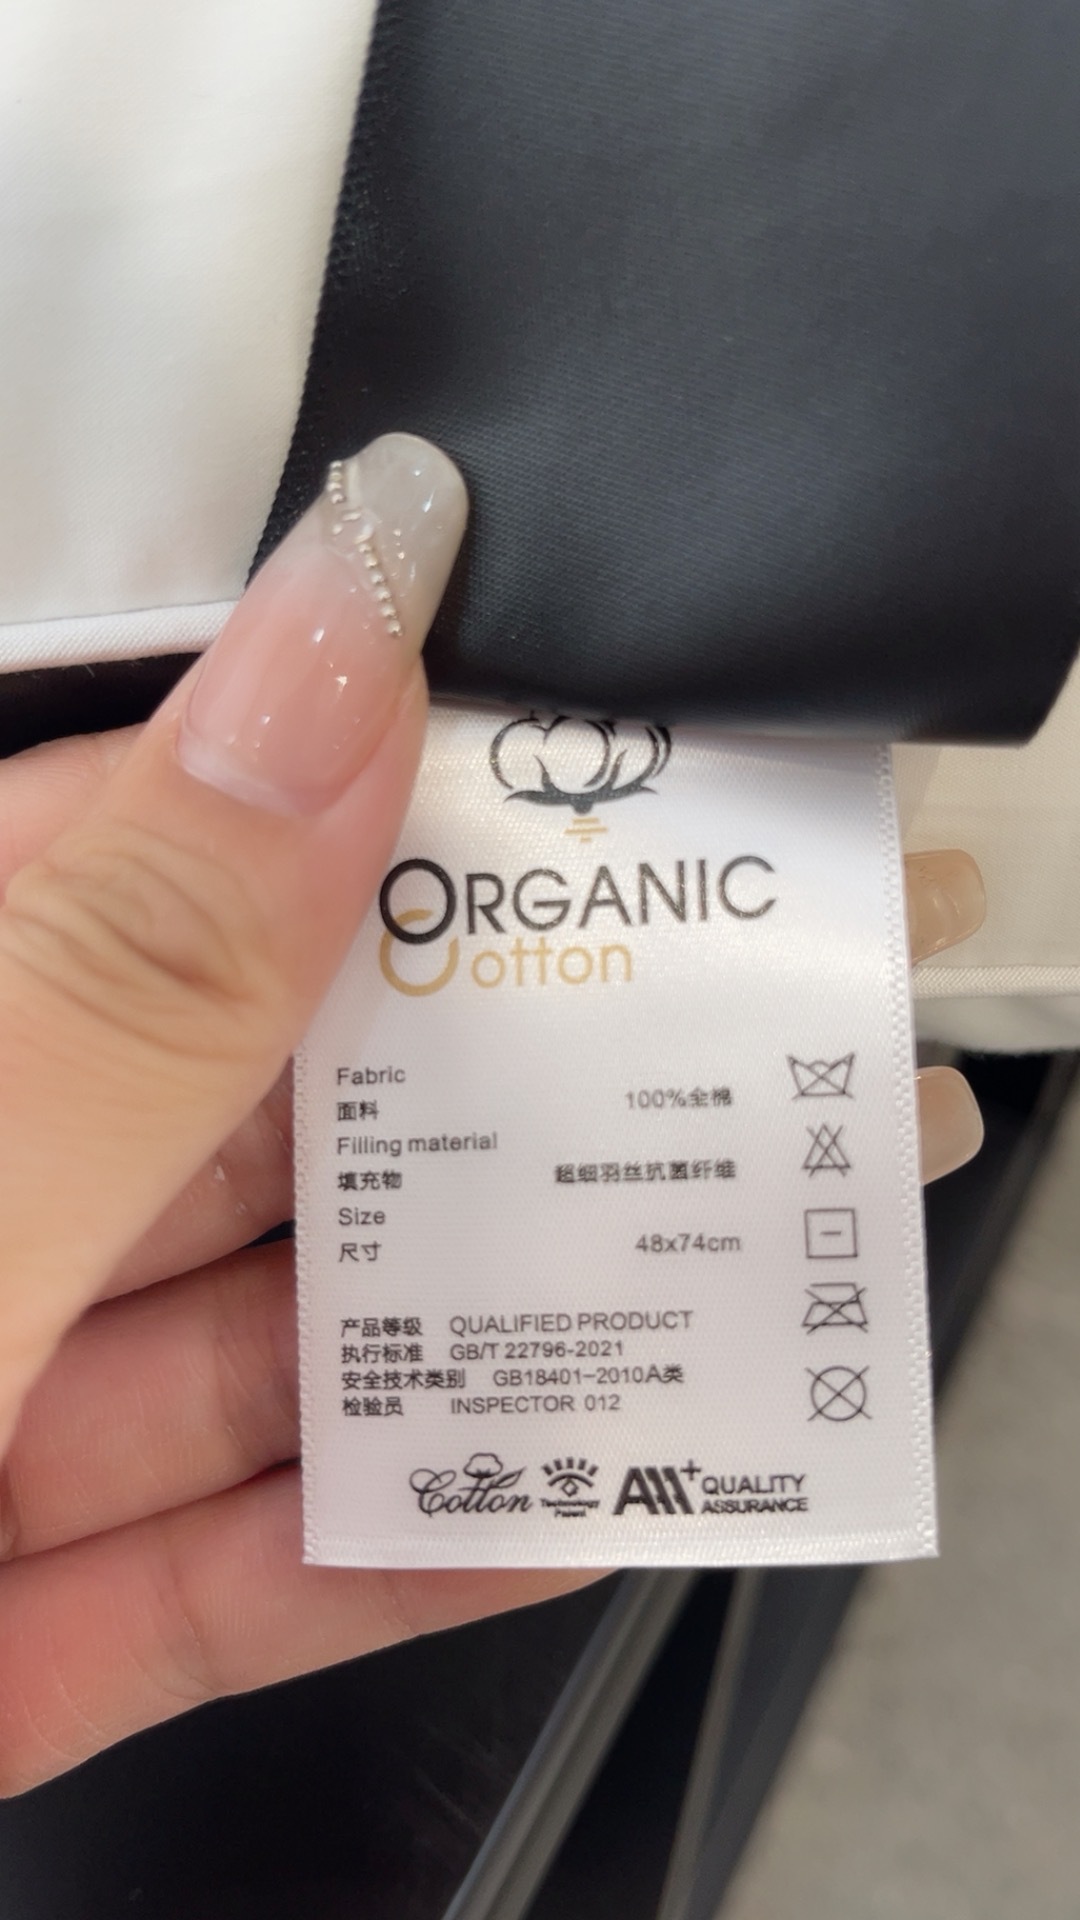 ORGANIC
Cotton
Fabric
面料 100%全棉
Filling material
填充物 超细羽丝抗菌纤维
Size
尺寸 48x74cm
产品等级 QUALIFIED PRODUCT
执行标准 GB/T 22796-2021
安全技术类别 GB18401-2010A类
检验员 INSPECTOR 012
Cotton Technology A111+ QUALITY
ASSURANCE